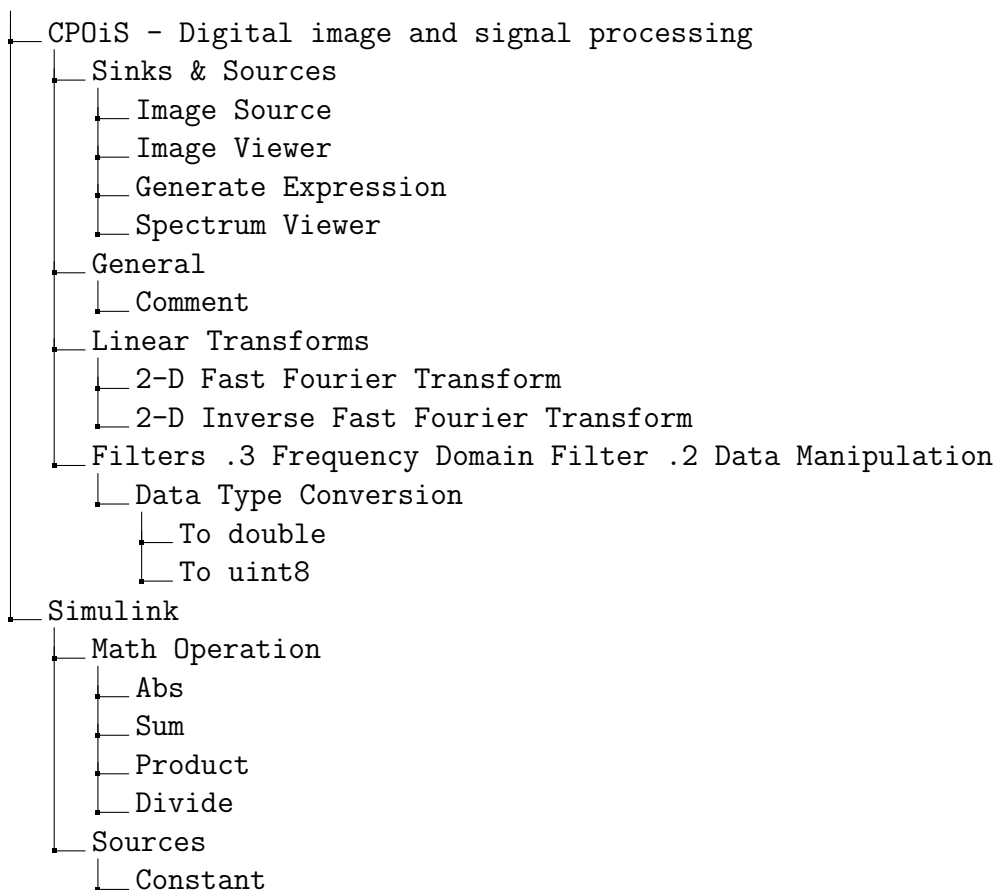 CPOiS - Digital image and signal processing
Sinks & Sources
Image Source
Image Viewer
Generate Expression
Spectrum Viewer
General
Comment
Linear Transforms
2-D Fast Fourier Transform
2-D Inverse Fast Fourier Transform
Filters .3 Frequency Domain Filter .2 Data Manipulation
Data Type Conversion
To double
To uint8
Simulink
Math Operation
Abs
Sum
Product
Divide
Sources
Constant